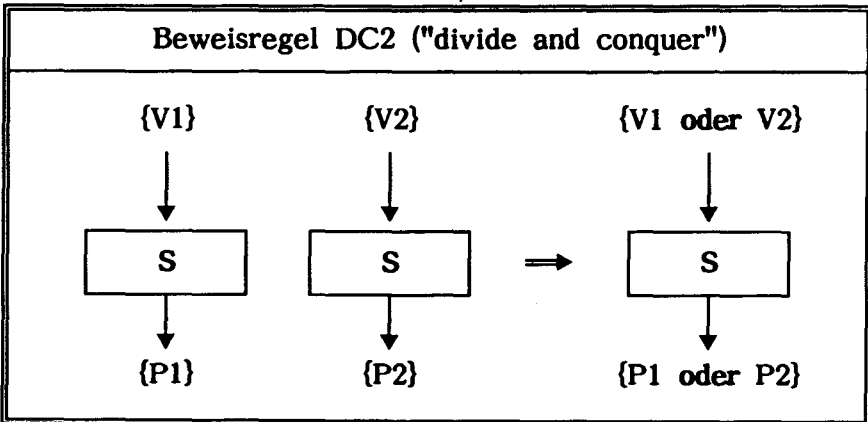 Beweisregel DC2 ("divide and conquer")
{V1} {V2} {V1 oder V2}
S S S
{P1} {P2} {P1 oder P2}